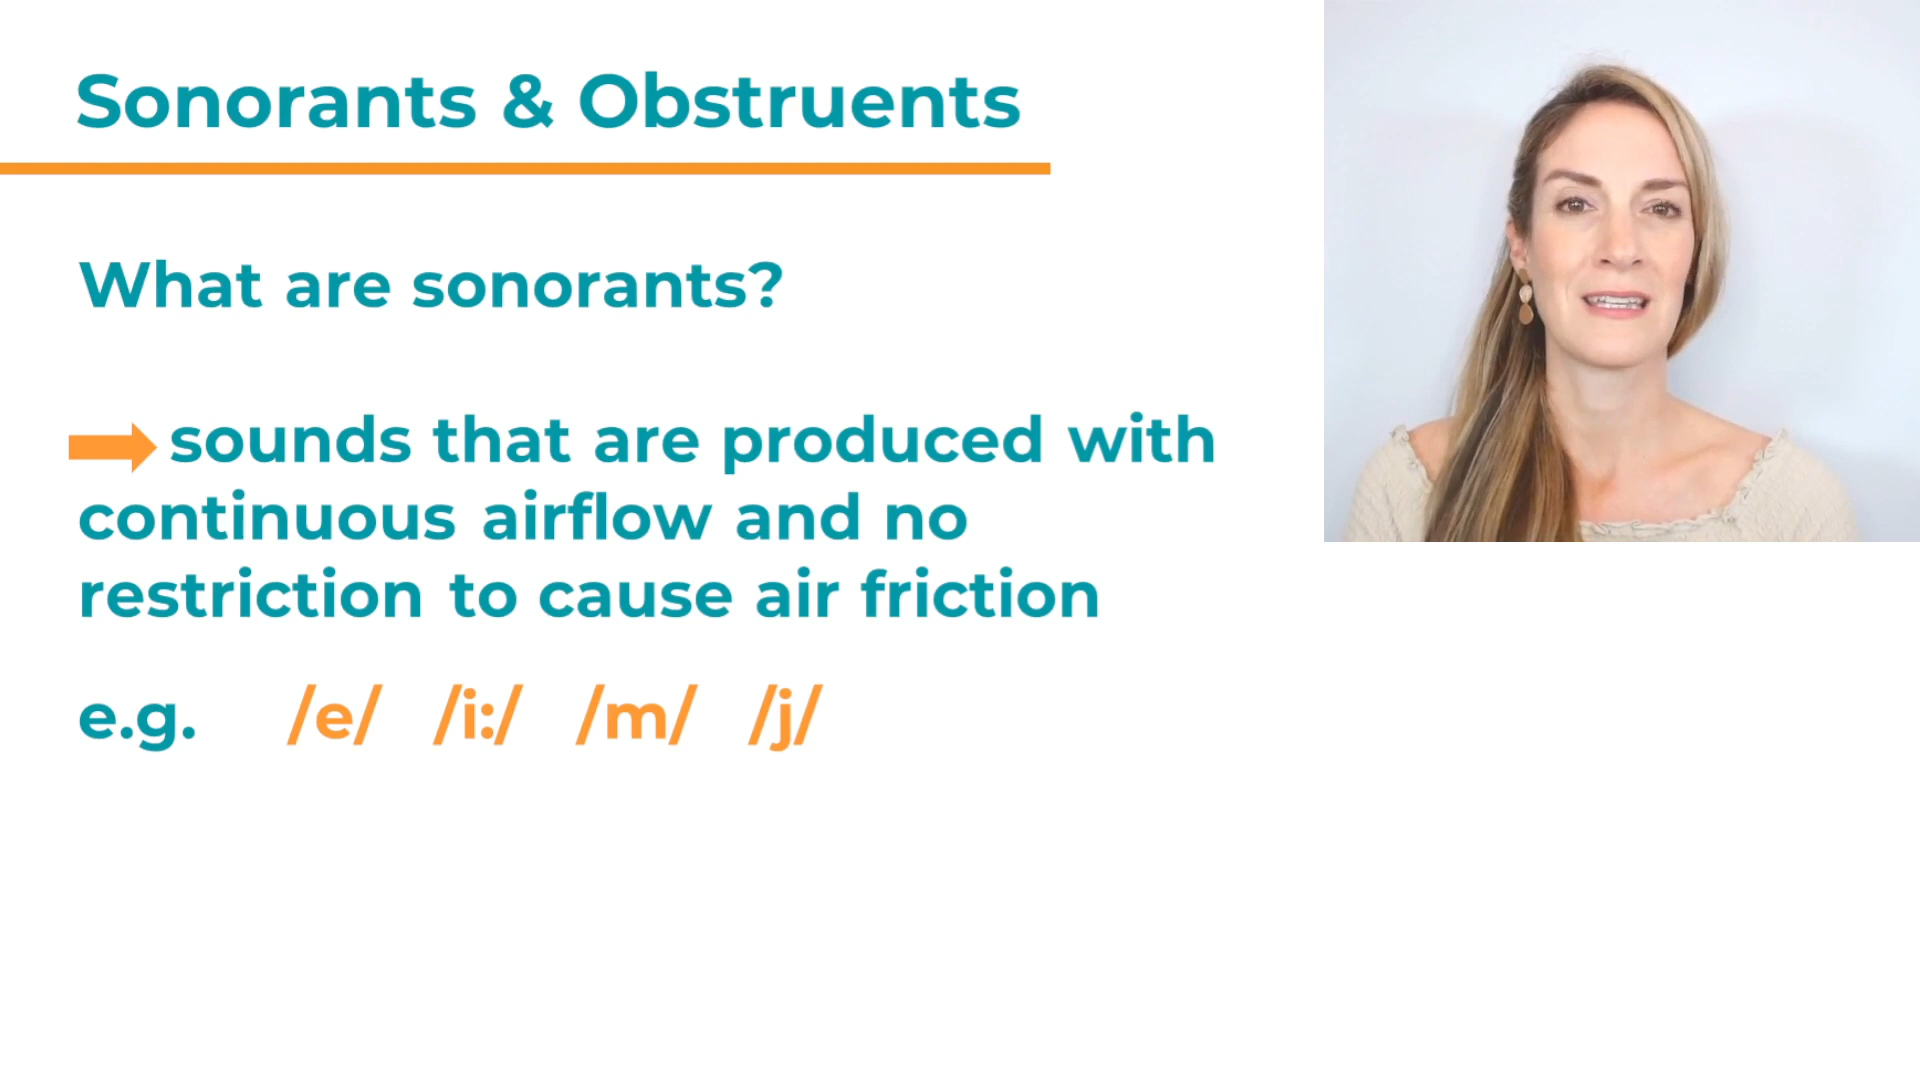 Sonorants & Obstruents
What are sonorants?
sounds that are produced with
continuous airflow and no
restriction to cause air friction
e.g. /e/ /i:/ /m/ /j/